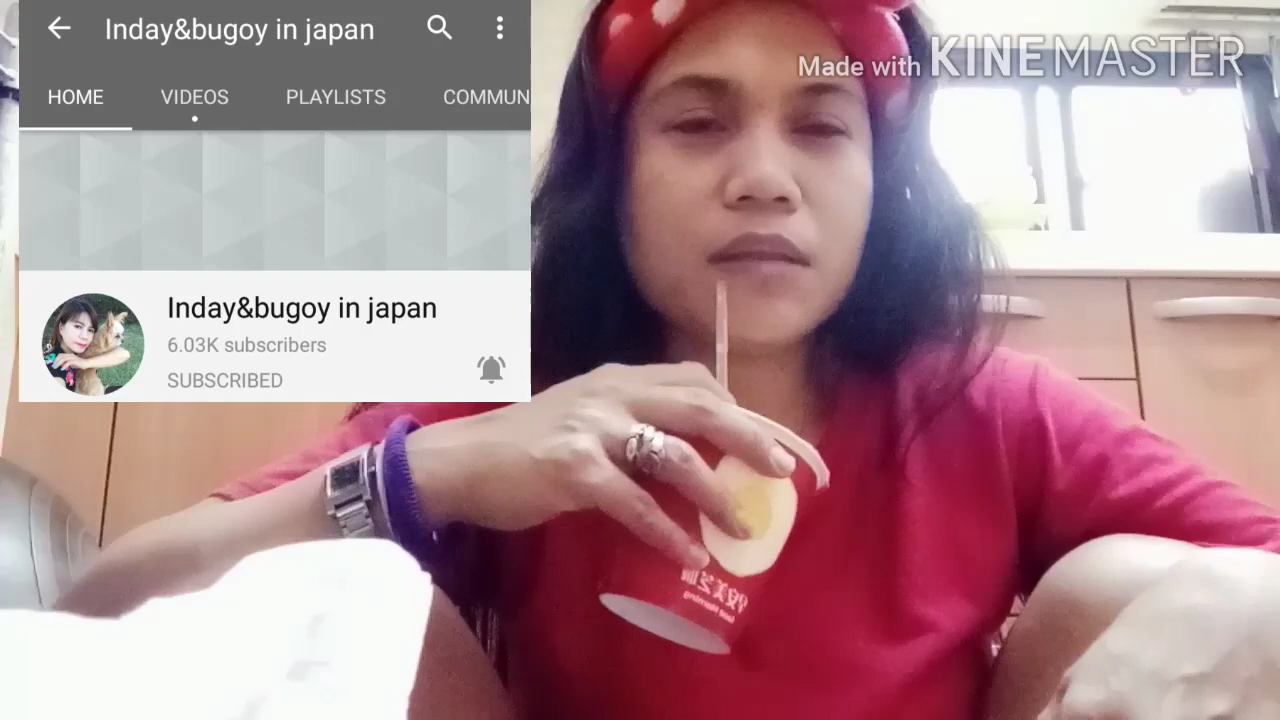 Inday&bugoy in japan
HOME VIDEOS PLAYLISTS COMMUN
Inday&bugoy in japan
6.03K subscribers
SUBSCRIBED
Made with KINEMASTER